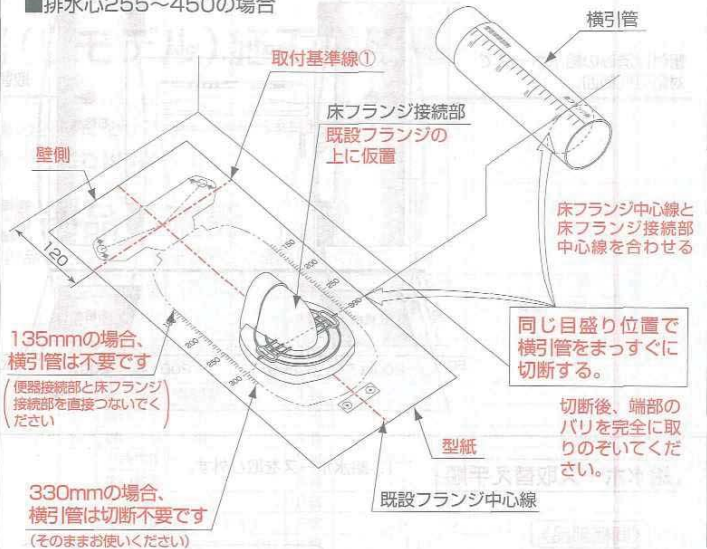 ■排水心255～450の場合
横引管
取付基準線①
床フランジ接続部
既設フランジの
上に仮置
壁側
120
床フランジ中心線と
床フランジ接続部
中心線を合わせる
135mmの場合、
横引管は不要です
(便器接続部と床フランジ
接続部を直接つないでく
ださい)
同じ目盛り位置で
横引管をまっすぐに
切断する。
切断後、端部の
バリを完全に取
りのぞいてくだ
さい。
型紙
既設フランジ中心線
330mmの場合、
横引管は切断不要です
(そのままお使いください)